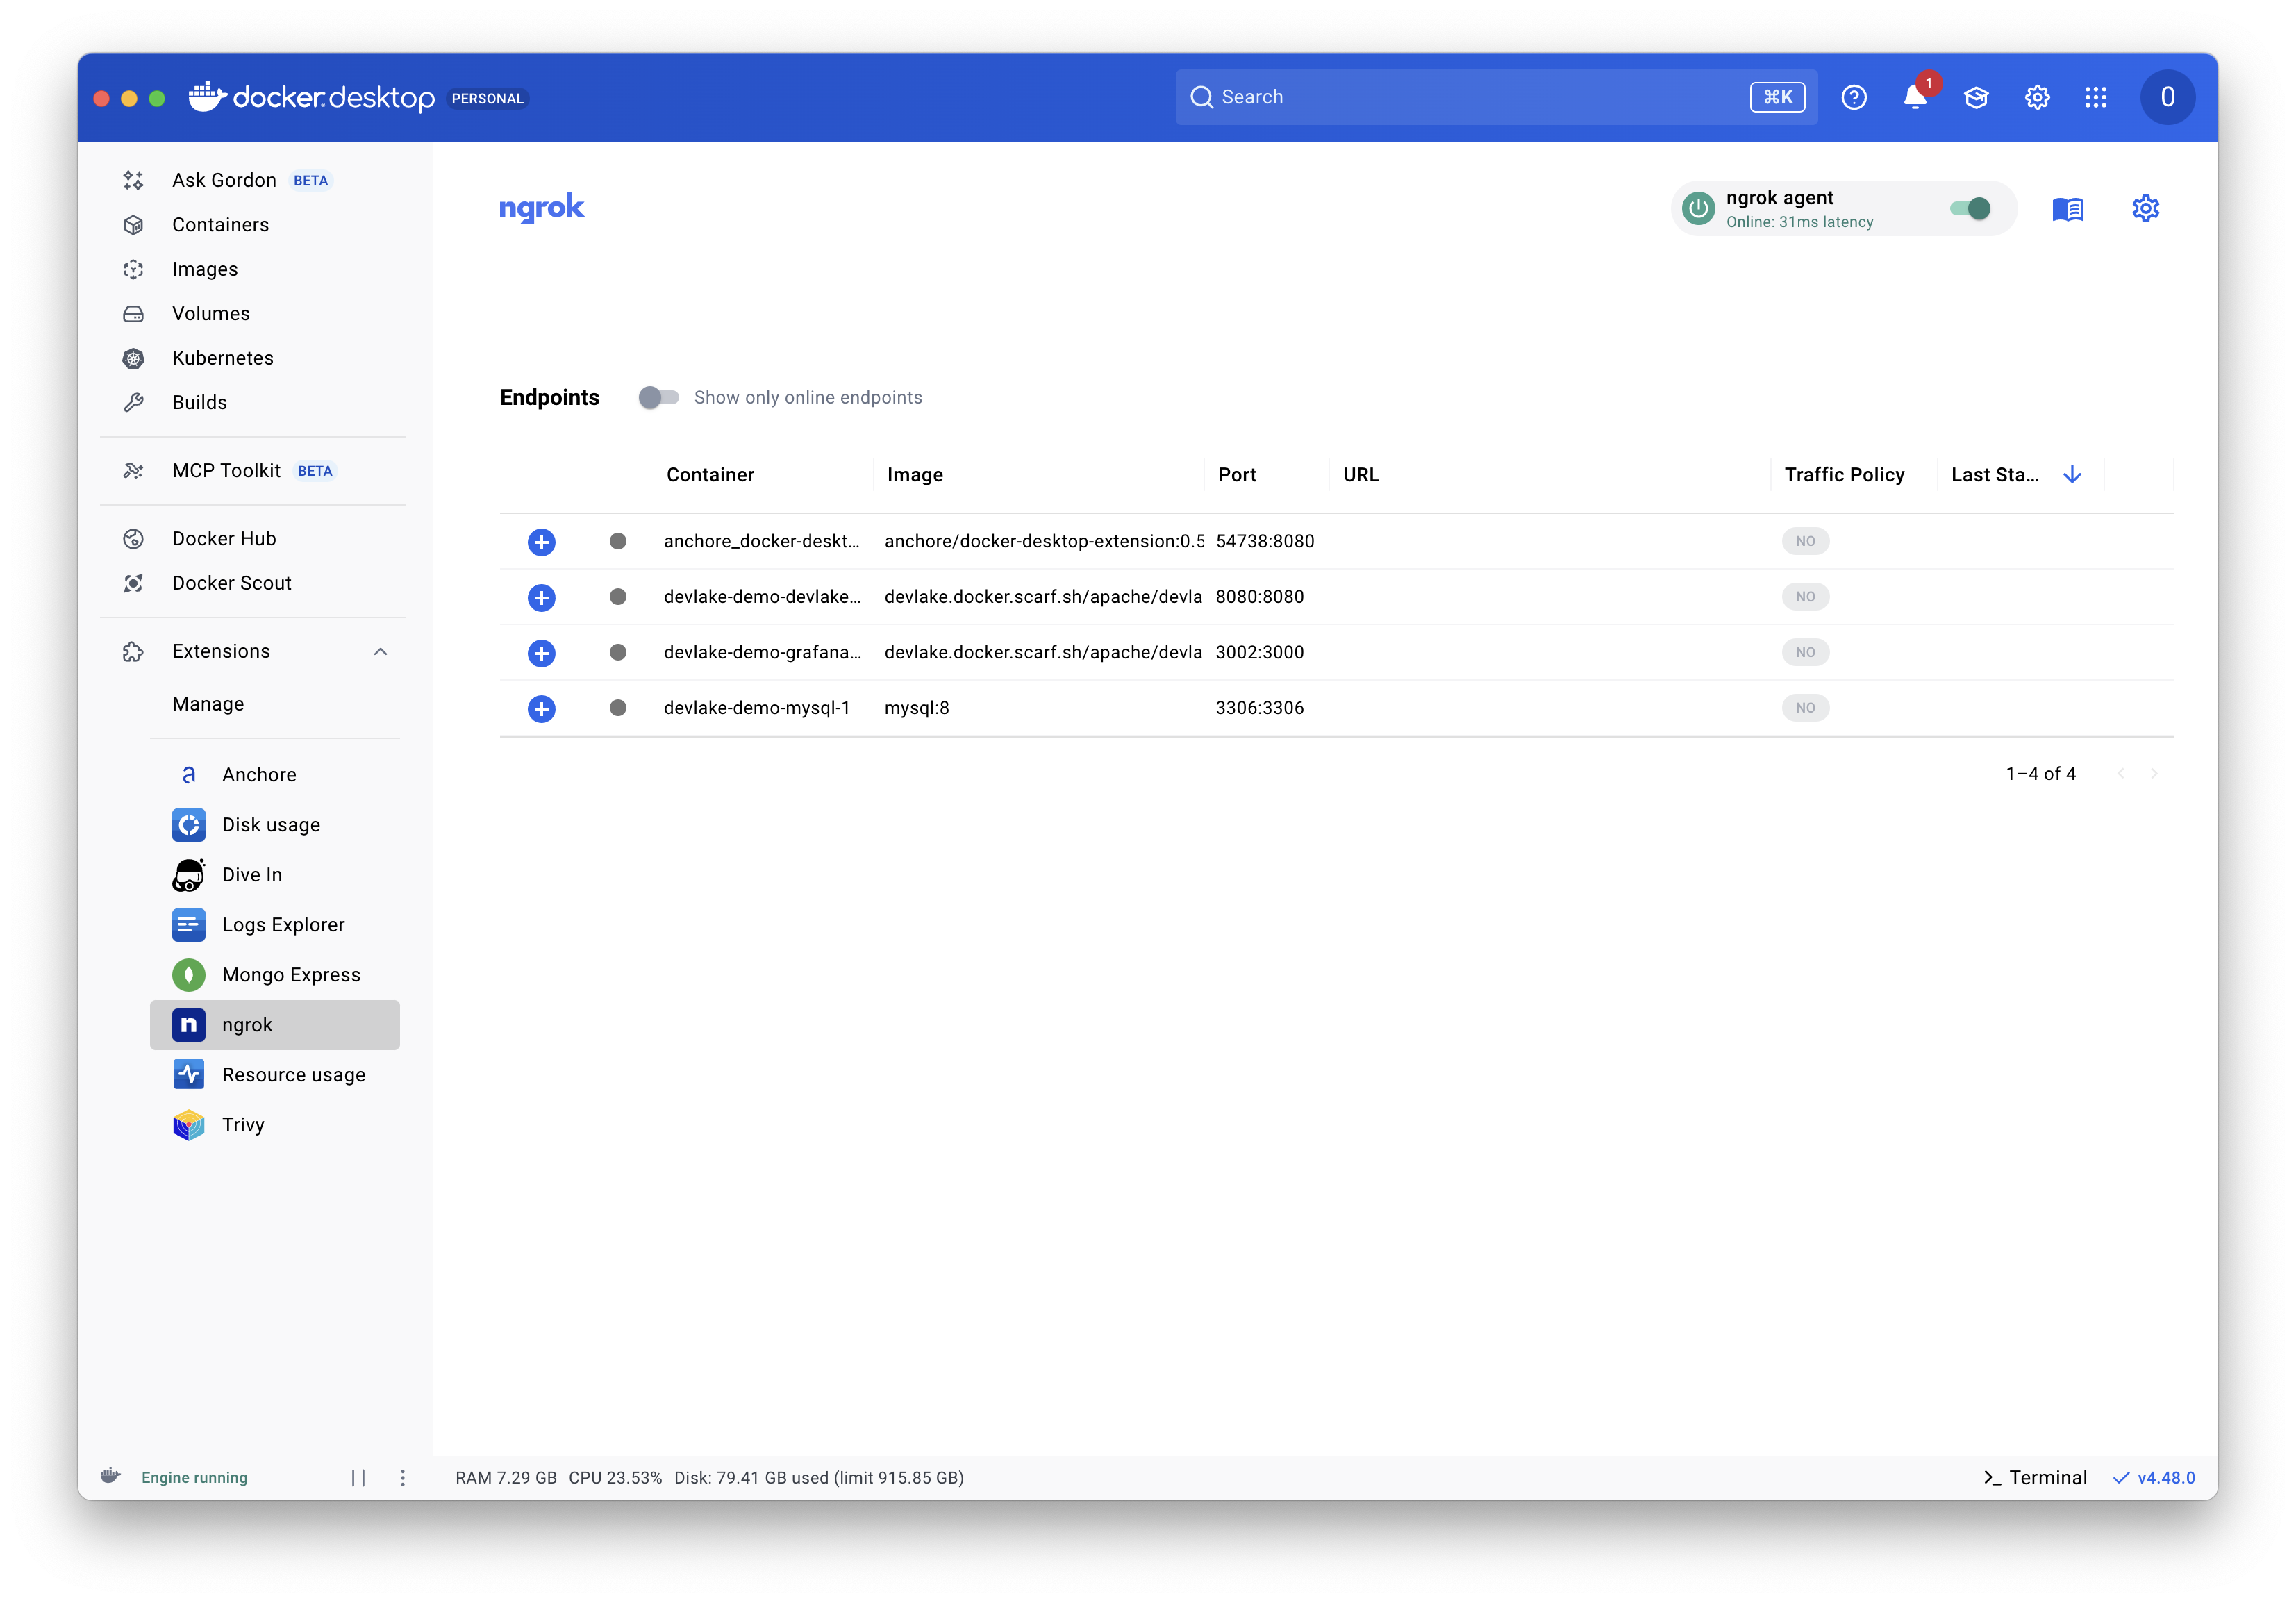 docker.desktop PERSONAL
Search ⌘K
1
0
Ask Gordon BETA
Containers
Images
Volumes
Kubernetes
Builds
MCP Toolkit BETA
Docker Hub
Docker Scout
Extensions
Manage
a Anchore
Disk usage
Dive In
Logs Explorer
Mongo Express
n ngrok
Resource usage
Trivy
ngrok
ngrok agent
Online: 31ms latency
Endpoints Show only online endpoints
Container Image Port URL Traffic Policy Last Sta...
anchore_docker-deskt... anchore/docker-desktop-extension:0.5 54738:8080 NO
devlake-demo-devlake... devlake.docker.scarf.sh/apache/devla 8080:8080 NO
devlake-demo-grafana... devlake.docker.scarf.sh/apache/devla 3002:3000 NO
devlake-demo-mysql-1 mysql:8 3306:3306 NO
1–4 of 4
Engine running
RAM 7.29 GB CPU 23.53% Disk: 79.41 GB used (limit 915.85 GB)
>_ Terminal
v4.48.0